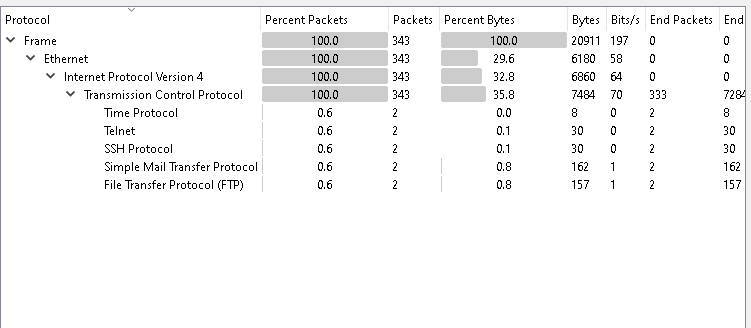 Protocol Percent Packets Packets Percent Bytes Bytes Bits/s End Packets End
Frame 100.0 343 100.0 20911 197 0 0
Ethernet 100.0 343 29.6 6180 58 0 0
Internet Protocol Version 4 100.0 343 32.8 6860 64 0 0
Transmission Control Protocol 100.0 343 35.8 7484 70 333 7284
Time Protocol 0.6 2 0.0 8 0 2 8
Telnet 0.6 2 0.1 30 0 2 30
SSH Protocol 0.6 2 0.1 30 0 2 30
Simple Mail Transfer Protocol 0.6 2 0.8 162 1 2 162
File Transfer Protocol (FTP) 0.6 2 0.8 157 1 2 157